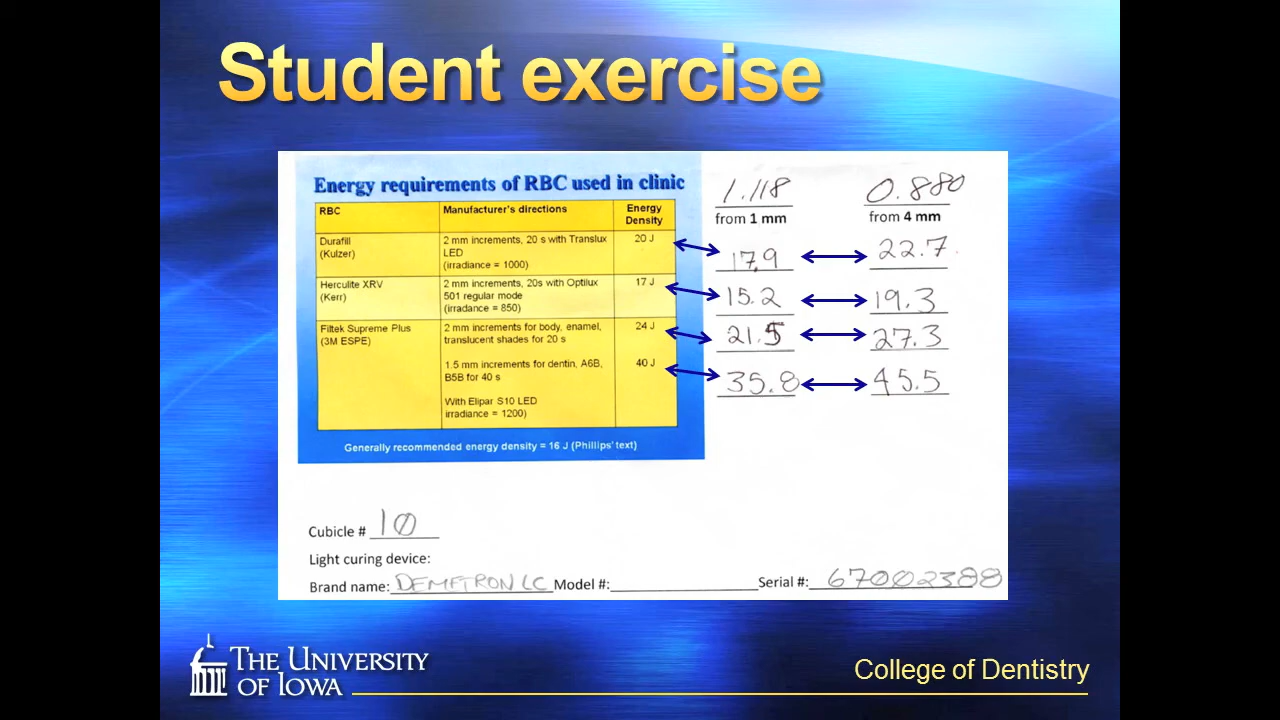 Student exercise
Energy requirements of RBC used in clinic
RBC Manufacturer's directions Energy Density
Durafill (Kulzer) 2 mm increments, 20 s with Translux LED (irradiance = 1000) 20 J
Herculite XRV (Kerr) 2 mm increments, 20s with Optilux 501 regular mode (irradance = 850) 17 J
Filtek Supreme Plus (3M ESPE) 2 mm increments for body, enamel, translucent shades for 20 s 24 J
1.5 mm increments for dentin, A6B, B5B for 40 s 40 J
With Elipar S10 LED irradiance = 1200)
Generally recommended energy density = 16 J (Phillips' text)
1.118 0.880
from 1 mm from 4 mm
17.9 22.7
15.2 19.3
21.5 27.3
35.8 45.5
Cubicle # 10
Light curing device:
Brand name: DEMETRON LC Model #: Serial #: 67002388
THE UNIVERSITY
OF IOWA
College of Dentistry